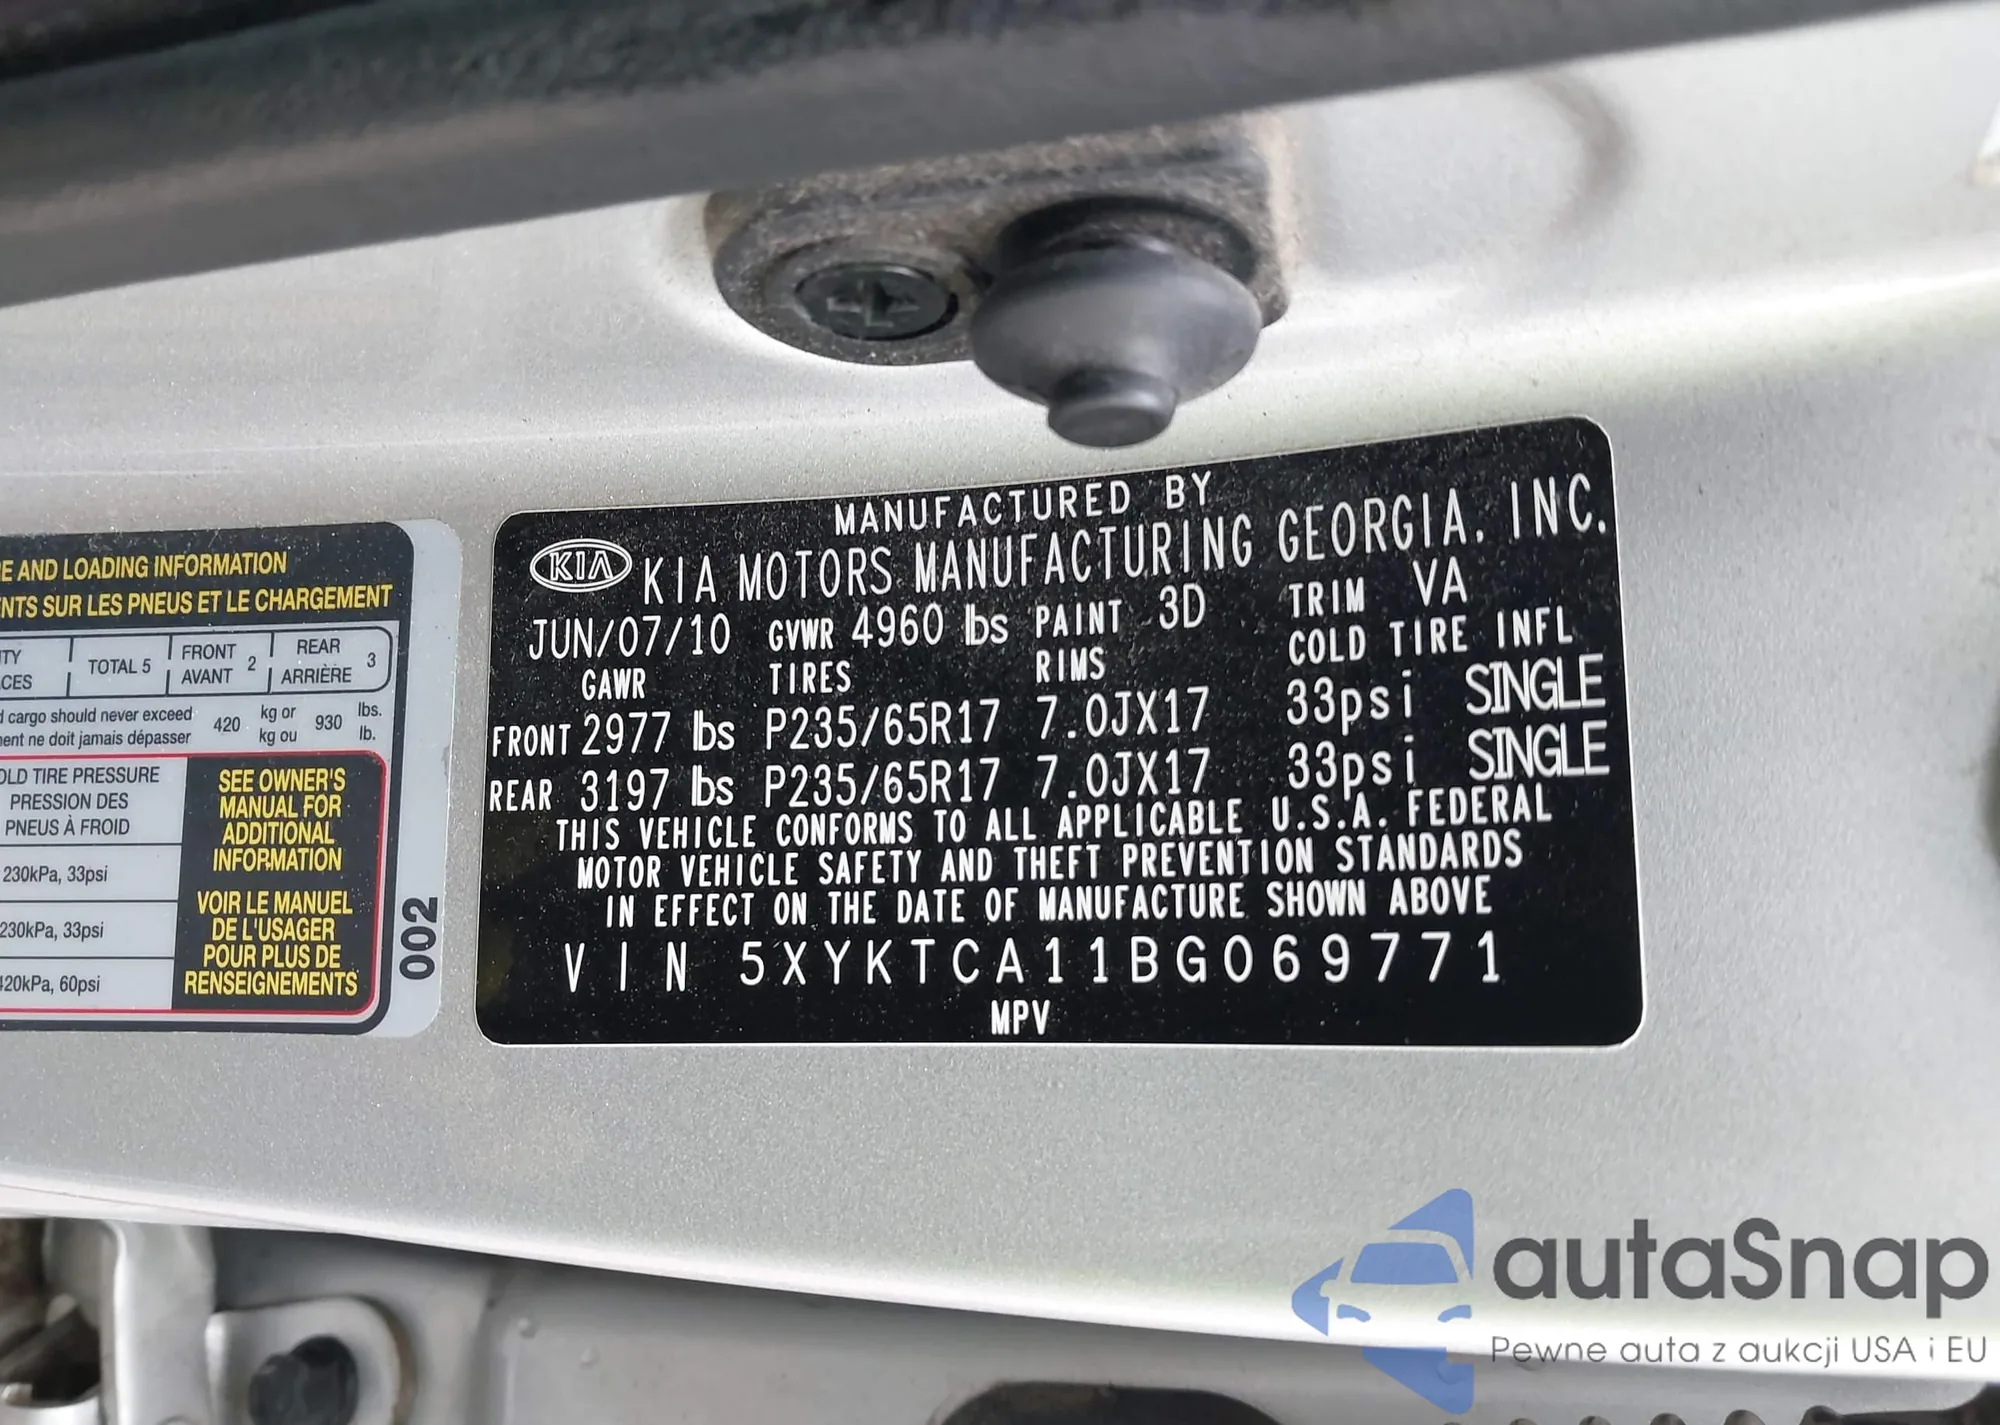 E AND LOADING INFORMATION
NTS SUR LES PNEUS ET LE CHARGEMENT
TY
CES
TOTAL 5
FRONT
AVANT 2
REAR
ARRIÈRE 3
d cargo should never exceed
ent ne doit jamais dépasser
420 kg or
kg ou
930 lbs.
lb.
OLD TIRE PRESSURE
PRESSION DES
PNEUS À FROID
230kPa, 33psi
230kPa, 33psi
420kPa, 60psi
SEE OWNER'S
MANUAL FOR
ADDITIONAL
INFORMATION
VOIR LE MANUEL
DE L'USAGER
POUR PLUS DE
RENSEIGNEMENTS
002
MANUFACTURED BY
KIA KIA MOTORS MANUFACTURING GEORGIA. INC.
JUN/07/10 GVWR 4960 lbs PAINT 3D TRIM VA
GAWR TIRES RIMS COLD TIRE INFL
FRONT 2977 lbs P235/65R17 7.0JX17 33psi SINGLE
REAR 3197 lbs P235/65R17 7.0JX17 33psi SINGLE
THIS VEHICLE CONFORMS TO ALL APPLICABLE U.S.A. FEDERAL
MOTOR VEHICLE SAFETY AND THEFT PREVENTION STANDARDS
IN EFFECT ON THE DATE OF MANUFACTURE SHOWN ABOVE
VIN 5XYKTCA11BG069771
MPV
autaSnap
Pewne auta z aukcji USA i EU